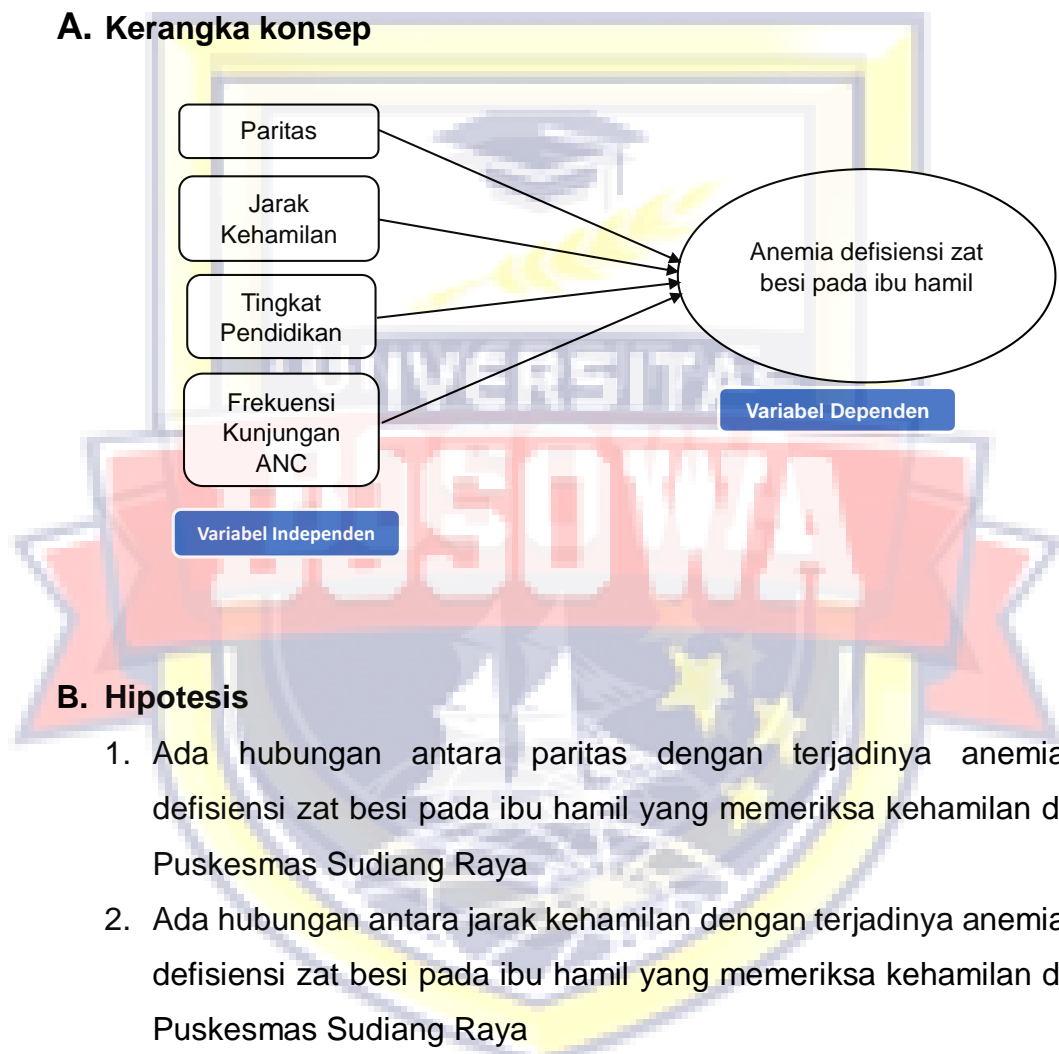 A. Kerangka konsep
Paritas
Jarak
Kehamilan
Tingkat
Pendidikan
Frekuensi
Kunjungan
ANC
Variabel Independen
Anemia defisiensi zat
besi pada ibu hamil
Variabel Dependen
UNIVERSITAS
BOSOWA
B. Hipotesis
1. Ada hubungan antara paritas dengan terjadinya anemia
defisiensi zat besi pada ibu hamil yang memeriksa kehamilan d
Puskesmas Sudiang Raya
2. Ada hubungan antara jarak kehamilan dengan terjadinya anemia
defisiensi zat besi pada ibu hamil yang memeriksa kehamilan d
Puskesmas Sudiang Raya